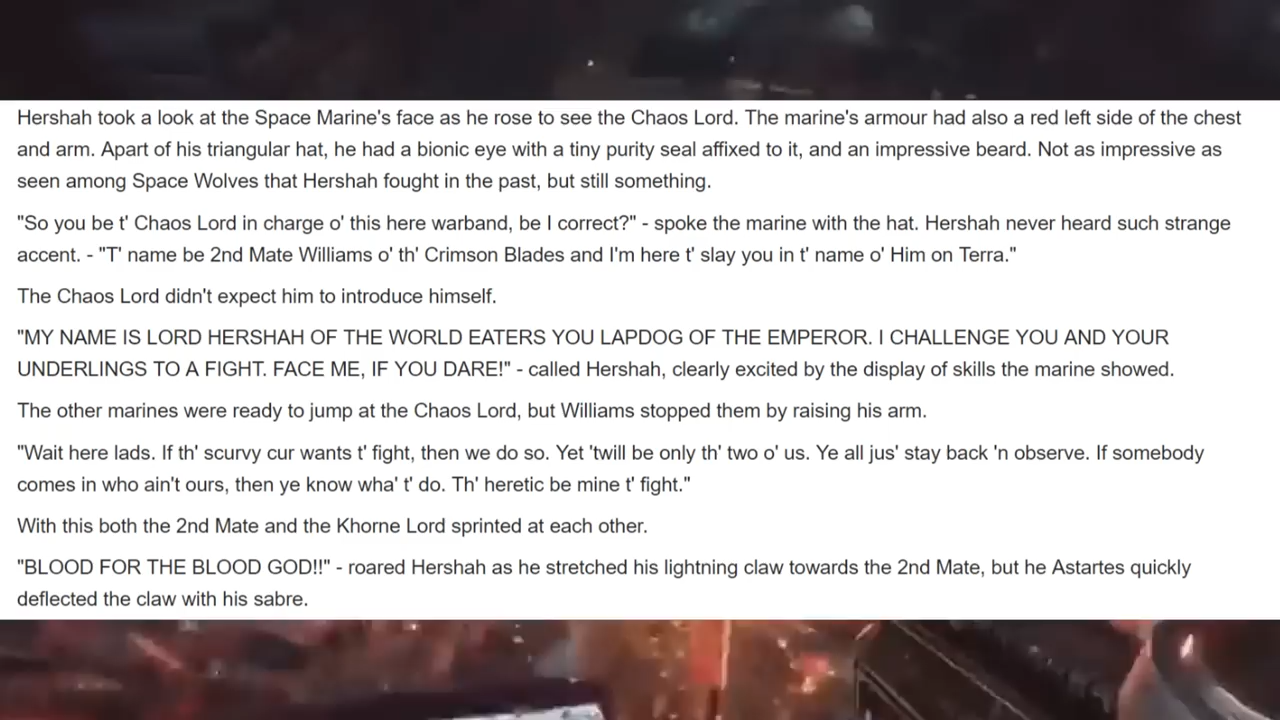 Hershah took a look at the Space Marine's face as he rose to see the Chaos Lord. The marine's armour had also a red left side of the chest
and arm. Apart of his triangular hat, he had a bionic eye with a tiny purity seal affixed to it, and an impressive beard. Not as impressive as
seen among Space Wolves that Hershah fought in the past, but still something.
"So you be t' Chaos Lord in charge o' this here warband, be I correct?" - spoke the marine with the hat. Hershah never heard such strange
accent. - "T' name be 2nd Mate Williams o' th' Crimson Blades and I'm here t' slay you in t' name o' Him on Terra."
The Chaos Lord didn't expect him to introduce himself.
"MY NAME IS LORD HERSHAH OF THE WORLD EATERS YOU LAPDOG OF THE EMPEROR. I CHALLENGE YOU AND YOUR
UNDERLINGS TO A FIGHT. FACE ME, IF YOU DARE!" - called Hershah, clearly excited by the display of skills the marine showed.
The other marines were ready to jump at the Chaos Lord, but Williams stopped them by raising his arm.
"Wait here lads. If th' scurvy cur wants t' fight, then we do so. Yet 'twill be only th' two o' us. Ye all jus' stay back 'n observe. If somebody
comes in who ain't ours, then ye know wha' t' do. Th' heretic be mine t' fight."
With this both the 2nd Mate and the Khorne Lord sprinted at each other.
"BLOOD FOR THE BLOOD GOD!!" - roared Hershah as he stretched his lightning claw towards the 2nd Mate, but he Astartes quickly
deflected the claw with his sabre.